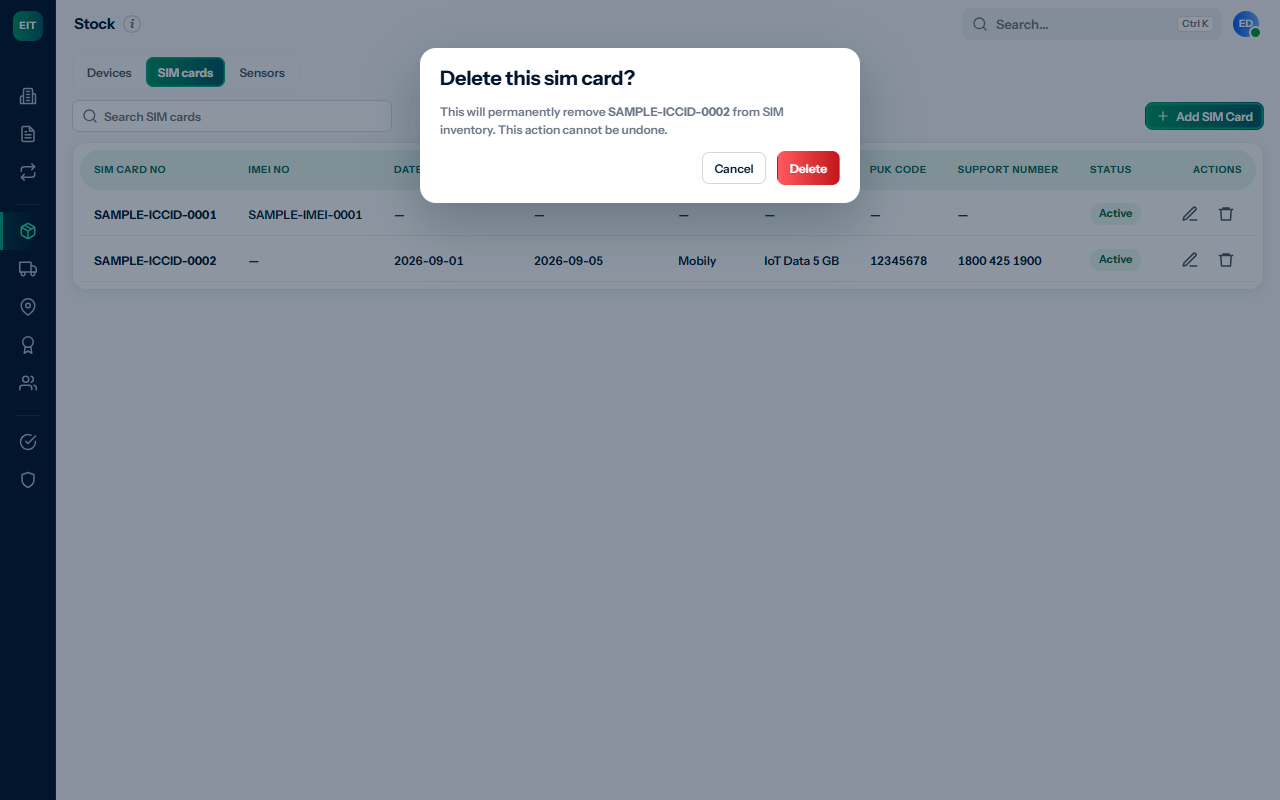 EIT
Stock
i
Search...
Ctrl K
ED
Devices
SIM cards
Sensors
Search SIM cards
Add SIM Card
Delete this sim card?
This will permanently remove SAMPLE-ICCID-0002 from SIM
inventory. This action cannot be undone.
Cancel
Delete
SIM CARD NO IMEI NO DATE PUK CODE SUPPORT NUMBER STATUS ACTIONS
SAMPLE-ICCID-0001 SAMPLE-IMEI-0001 — — — — — — Active
SAMPLE-ICCID-0002 — 2026-09-01 2026-09-05 Mobily IoT Data 5 GB 12345678 1800 425 1900 Active